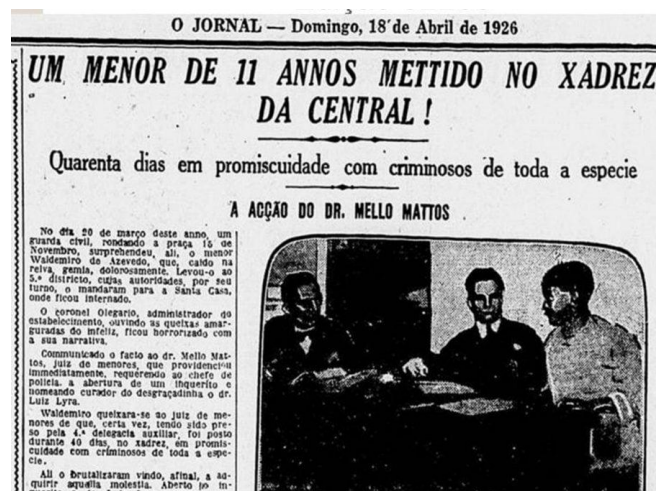 O JORNAL — Domingo, 18 de Abril de 1926
UM MENOR DE 11 ANNOS METTIDO NO XADREZ
DA CENTRAL !
Quarenta dias em promiscuidade com criminosos de toda a especie
A ACÇÃO DO DR. MELLO MATTOS
No dia 20 de março deste anno, um
guarda civil, rondando a praça 15 de
Novembro, surprehendeu, ali, o menor
Waldemiro de Azevedo, que, caído na
relva, gemia, dolorosamente. Levou-o ao
5.º districto, cujas autoridades, por seu
turno, o mandaram para a Santa Casa,
onde ficou internado.
O coronel Olegario, administrador do
estabelecimento, ouvindo as queixas amar-
guradas do infeliz, ficou horrorizado com
a sua narrativa.
Communicado o facto ao dr. Mello Mat-
tos, juiz de menores, que providenciou
immediatamente, requerendo ao chefe de
policia, a abertura de um inquerito e
nomeando curador do desgraçadinha o dr.
Luiz Lyra.
Waldemiro queixara-se ao juiz de me-
nores de que, certa vez, tendo sido pre-
so pela 4.ª delegacia auxiliar, foi posto
durante 40 dias, no xadrez, em promis-
cuidade com criminosos de toda a espe-
cie.
Ali o brutalizaram vindo, afinal, a ad-
quirir aquella molestia. Aberto o in-